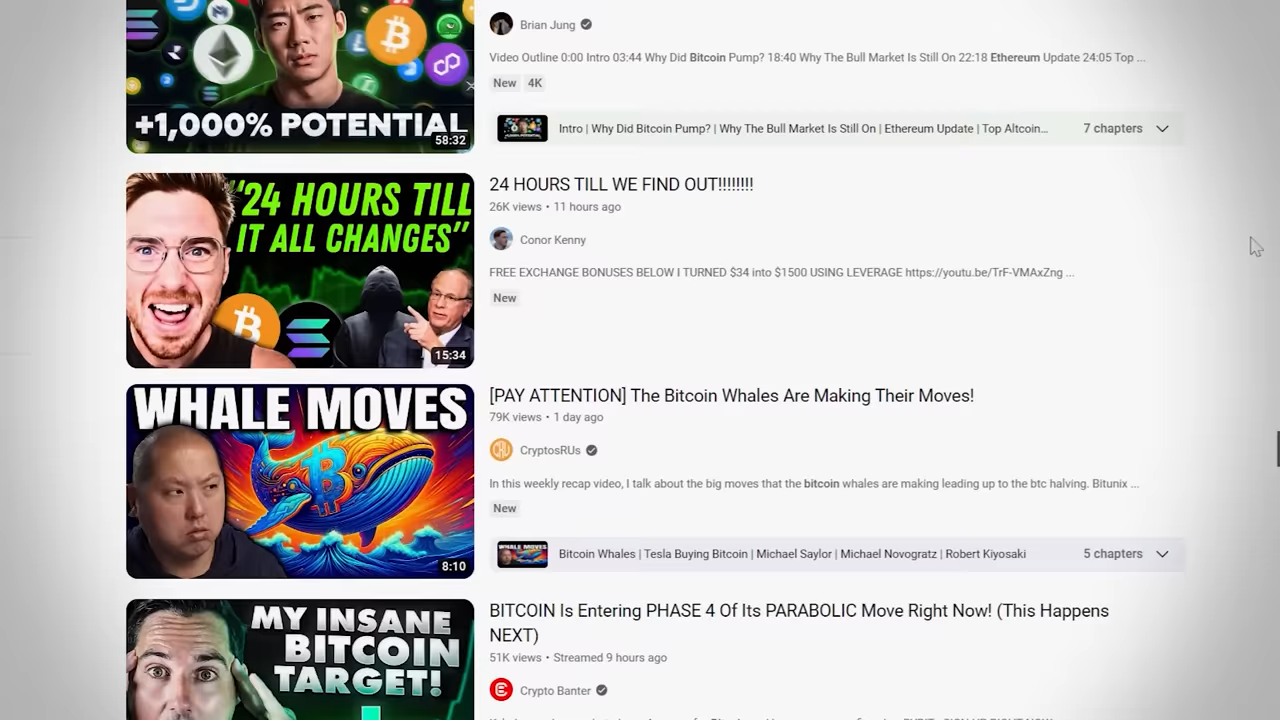 Brian Jung
Video Outline 0:00 Intro 03:44 Why Did Bitcoin Pump? 18:40 Why The Bull Market Is Still On 22:18 Ethereum Update 24:05 Top ...
New 4K
+1,000% POTENTIAL
58:32
Intro | Why Did Bitcoin Pump? | Why The Bull Market Is Still On | Ethereum Update | Top Altcoin...
7 chapters
"24 HOURS TILL
IT ALL CHANGES"
15:34
24 HOURS TILL WE FIND OUT!!!!!!!!
26K views • 11 hours ago
Conor Kenny
FREE EXCHANGE BONUSES BELOW I TURNED $34 into $1500 USING LEVERAGE https://youtu.be/TrF-VMAxZng ...
New
WHALE MOVES
8:10
[PAY ATTENTION] The Bitcoin Whales Are Making Their Moves!
79K views • 1 day ago
CRU
CryptosRUs
In this weekly recap video, I talk about the big moves that the bitcoin whales are making leading up to the btc halving. Bitunix ...
New
WHALE MOVES
Bitcoin Whales | Tesla Buying Bitcoin | Michael Saylor | Michael Novogratz | Robert Kiyosaki
5 chapters
MY INSANE
BITCOIN
TARGET!
BITCOIN Is Entering PHASE 4 Of Its PARABOLIC Move Right Now! (This Happens
NEXT)
51K views • Streamed 9 hours ago
Crypto Banter